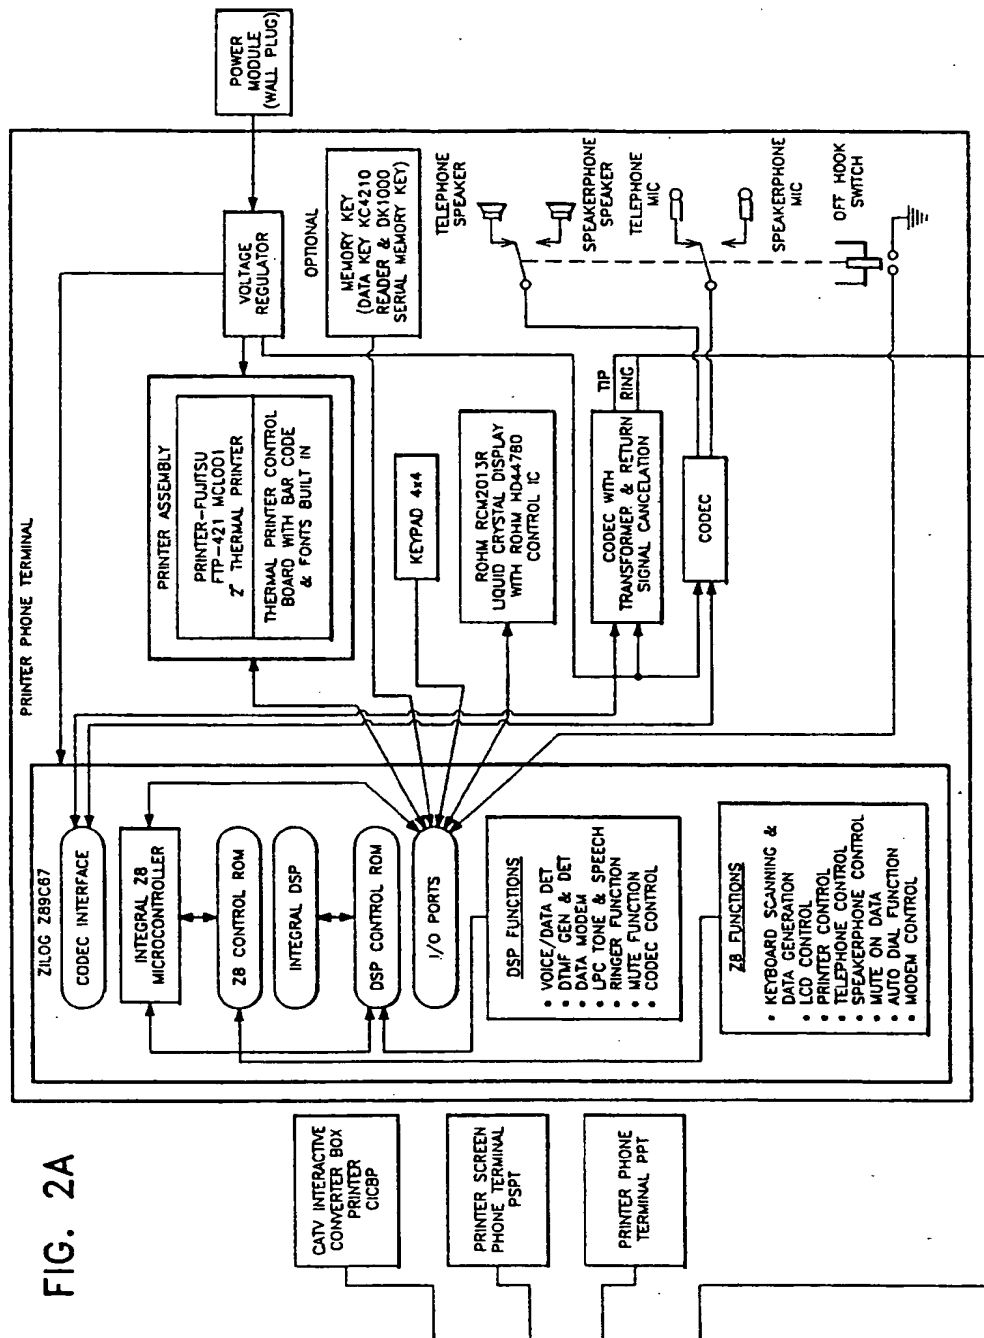 FIG. 2A
PRINTER PHONE TERMINAL
POWER
MODULE
(WALL PLUG)
VOLTAGE
REGULATOR
OPTIONAL
MEMORY KEY
(DATA KEY KC4210
READER & DK1000
SERIAL MEMORY KEY)
PRINTER ASSEMBLY
PRINTER-FUJITSU
FTP-421 MCL001
2" THERMAL PRINTER
THERMAL PRINTER CONTROL
BOARD WITH BAR CODE
& FONTS BUILT IN
KEYPAD 4x4
ROHM RCM2013R
LIQUID CRYSTAL DISPLAY
WITH ROHM HD44780
CONTROL IC
CODEC WITH
TRANSFORMER & RETURN
SIGNAL CANCELATION
TIP
RING
CODEC
TELEPHONE
SPEAKER
SPEAKERPHONE
SPEAKER
TELEPHONE
MIC
SPEAKERPHONE
MIC
OFF HOOK
SWITCH
ZILOG Z89C67
CODEC INTERFACE
INTEGRAL Z8
MICROCONTROLLER
Z8 CONTROL ROM
INTEGRAL DSP
DSP CONTROL ROM
I/O PORTS
DSP FUNCTIONS
• VOICE/DATA DET
• DTMF GEN & DET
• DATA MODEM
• LPC TONE & SPEECH
• RINGER FUNCTION
• MUTE FUNCTION
• CODEC CONTROL
Z8 FUNCTIONS
• KEYBOARD SCANNING &
• DATA GENERATION
• LCD CONTROL
• PRINTER CONTROL
• TELEPHONE CONTROL
• SPEAKERPHONE CONTROL
• MUTE ON DATA
• AUTO DIAL FUNCTION
• MODEM CONTROL
CATV INTERACTIVE
CONVERTER BOX
PRINTER
CICBP
PRINTER SCREEN
PHONE TERMINAL
PSPT
PRINTER PHONE
TERMINAL PPT